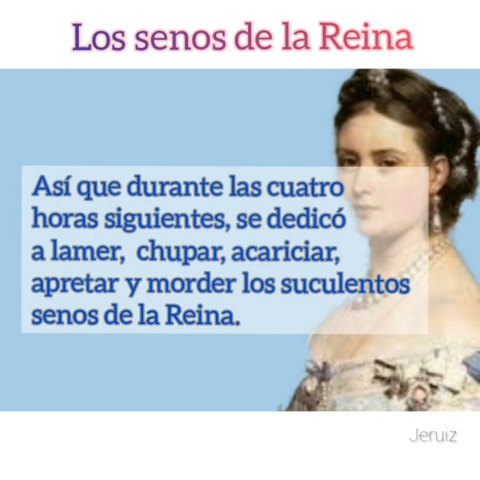 Los senos de la Reina
Así que durante las cuatro
horas siguientes, se dedicó
a lamer, chupar, acariciar,
apretar y morder los suculentos
senos de la Reina.
Jeruiz